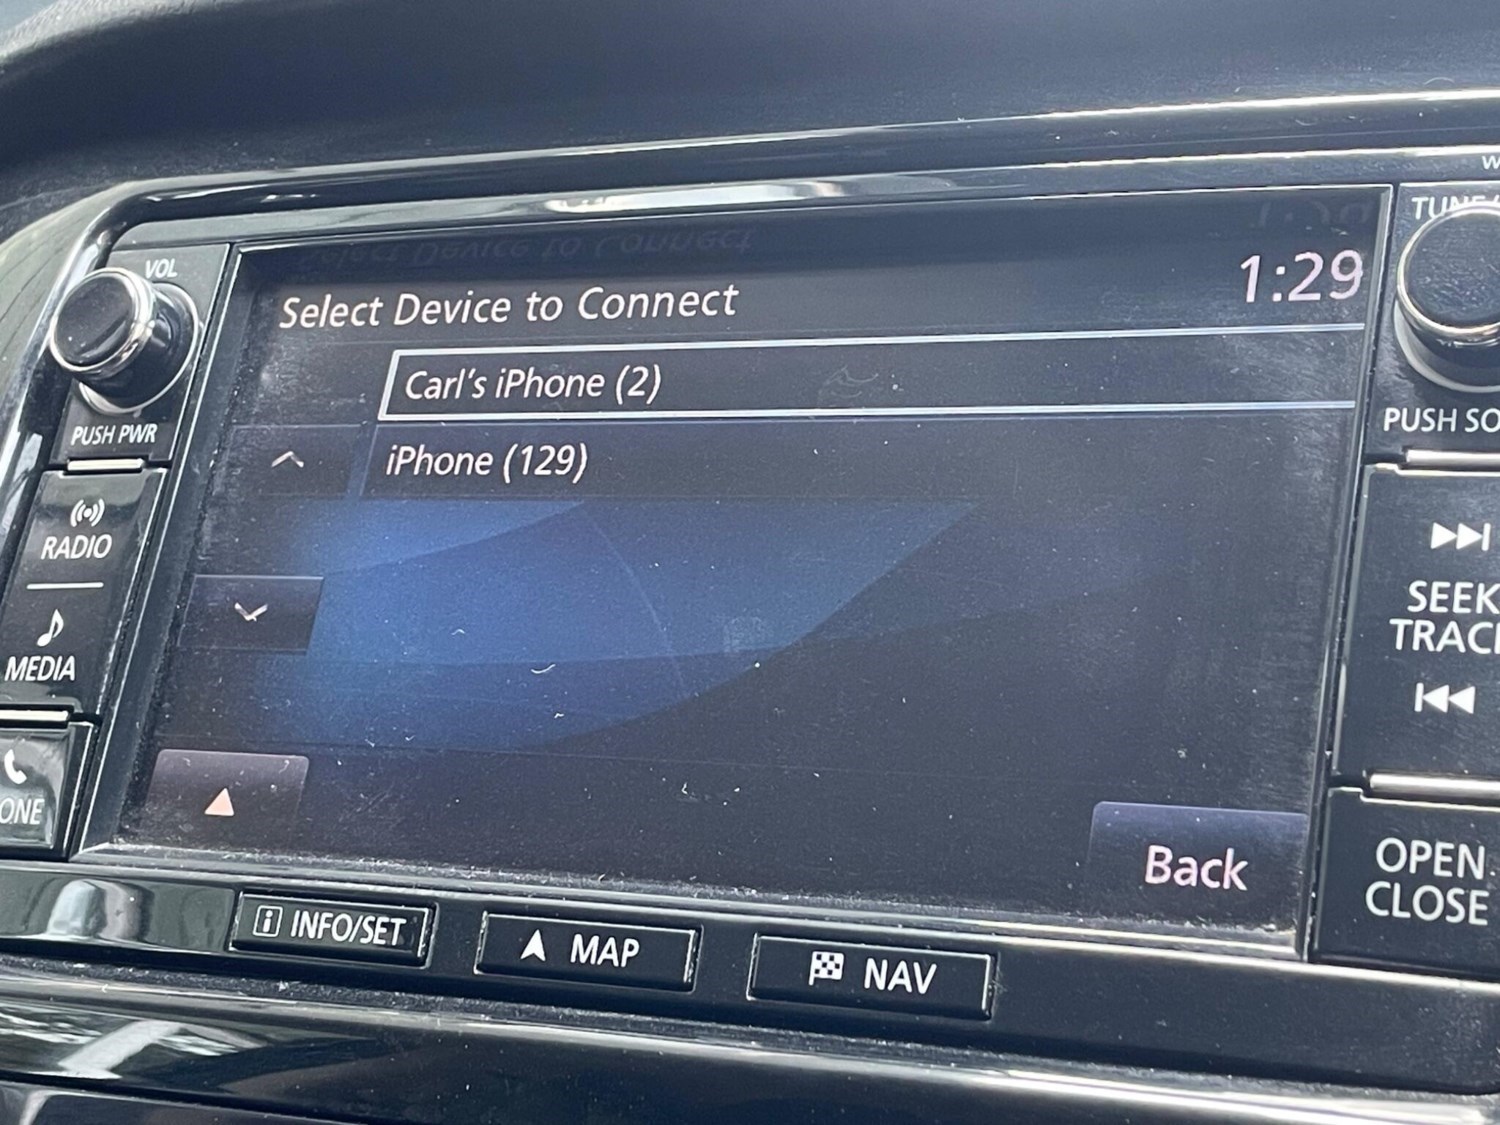 VOL
TUNE
Select Device to Connect
1:29
Carl's iPhone (2)
PUSH PWR
PUSH SO
iPhone (129)
RADIO
SEEK
TRAC
MEDIA
ONE
Back
OPEN
CLOSE
i INFO/SET
MAP
NAV